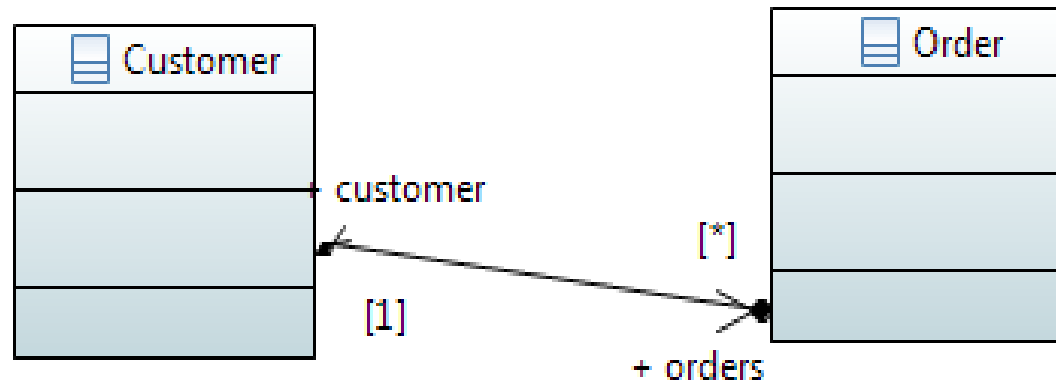 Customer
Order
+ customer
[*]
[1]
+ orders